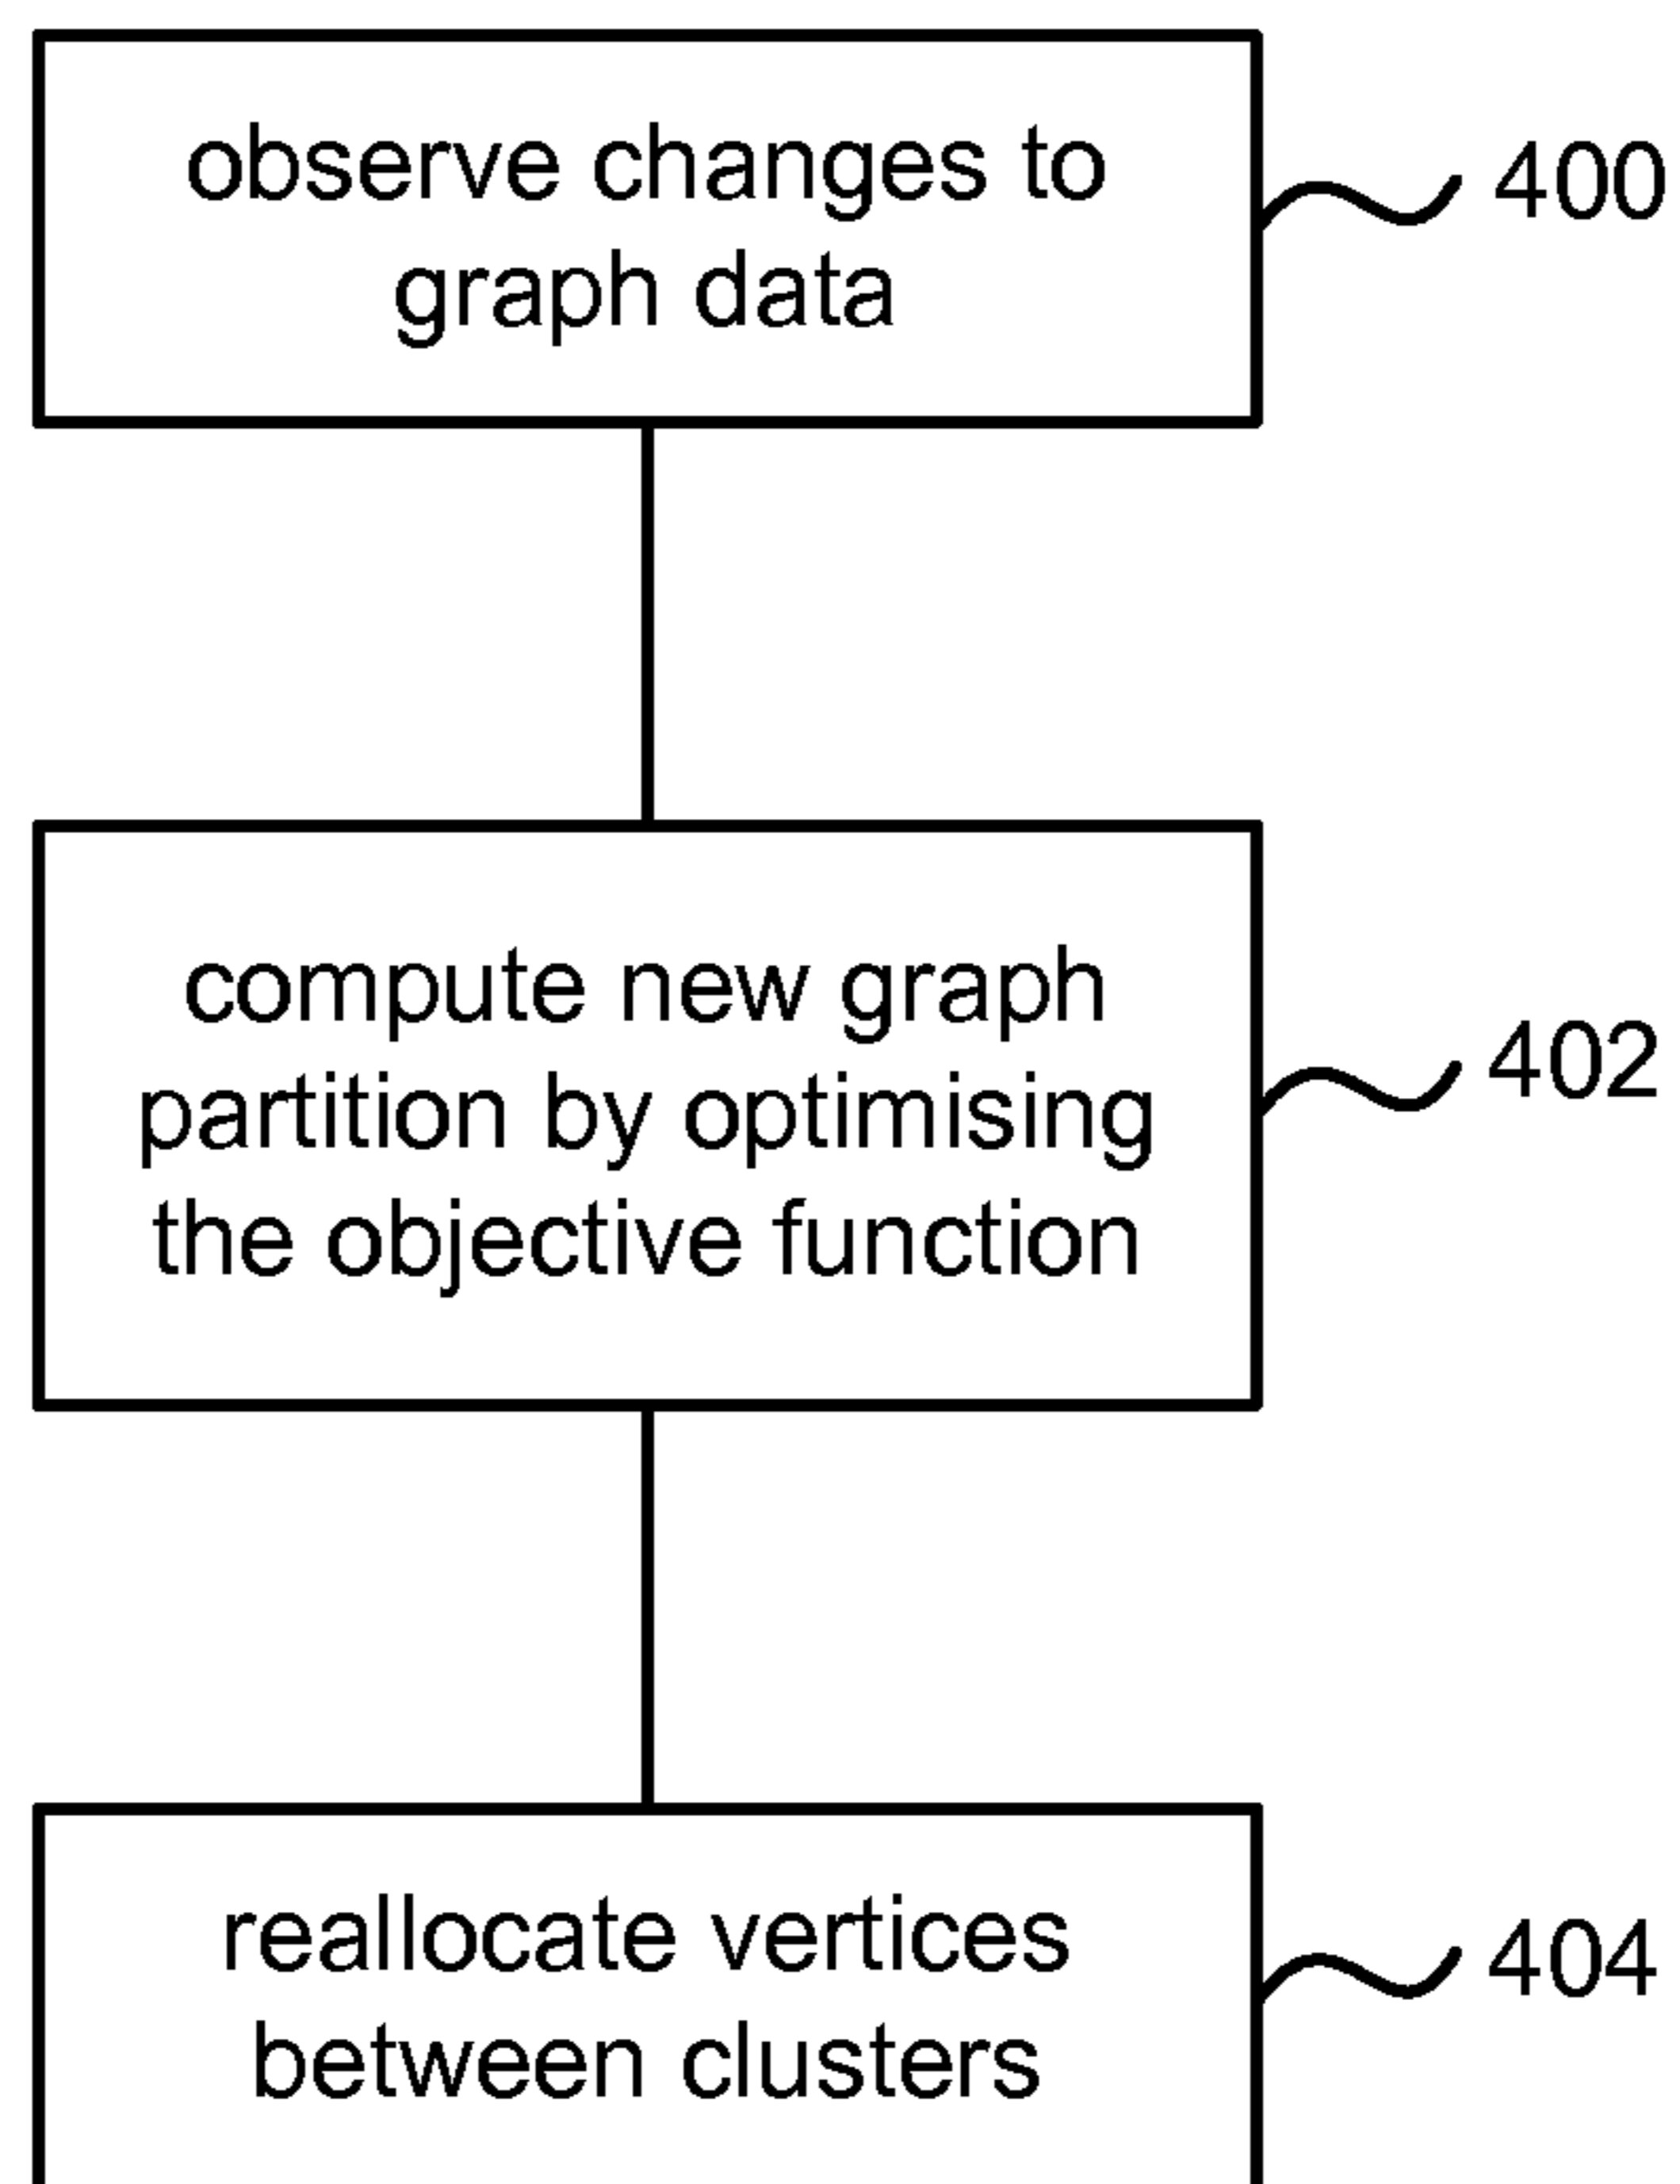 observe changes to
graph data
400
compute new graph
partition by optimising
the objective function
402
reallocate vertices
between clusters
404